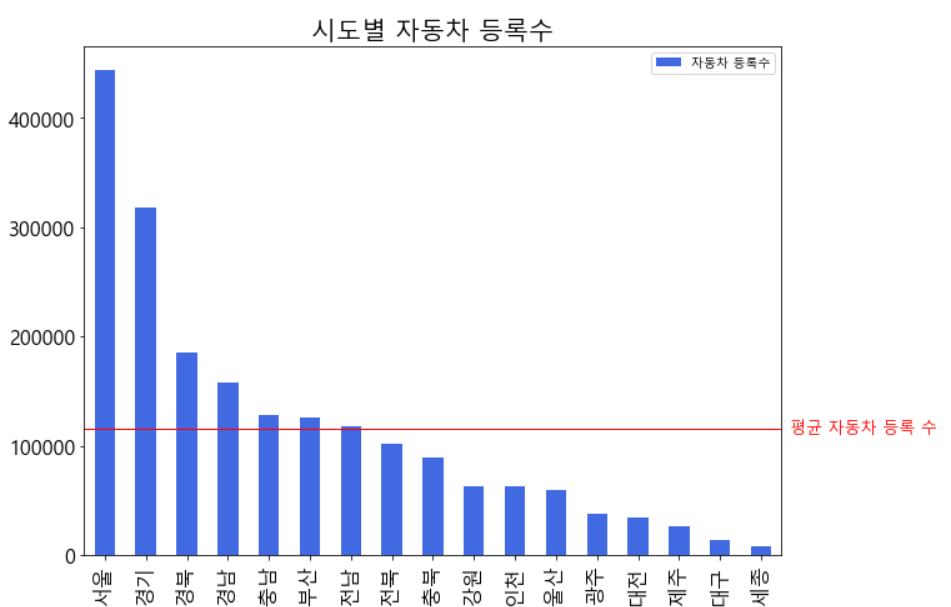 시도별 자동차 등록수
자동차 등록수
400000
300000
200000
100000
0
평균 자동차 등록 수
서울
경기
경북
경남
충남
부산
전남
전북
충북
강원
인천
울산
광주
대전
제주
대구
세종